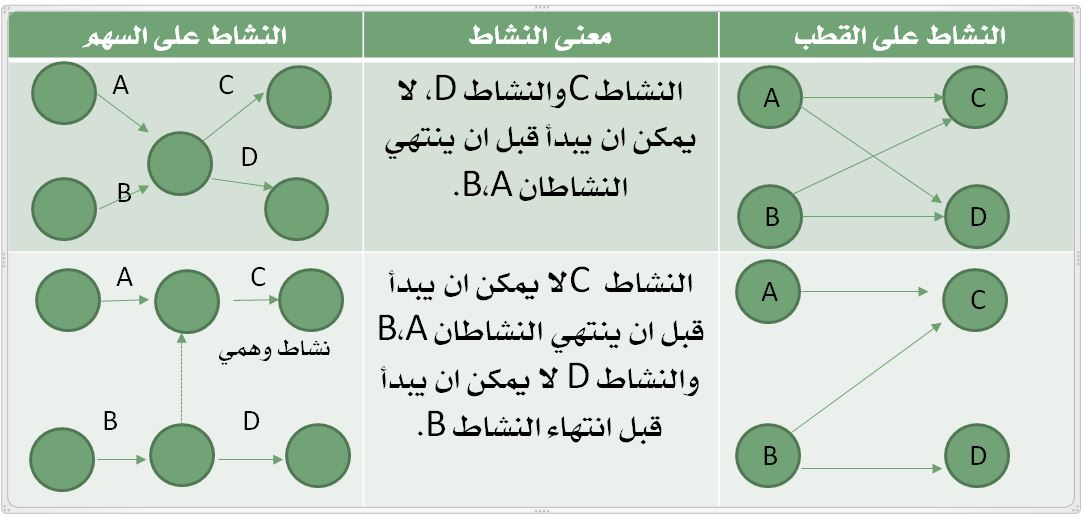 النشاط على القطب
معنى النشاط
النشاط على السهم
A
C
B
D
النشاط C والنشاط D، لا
يمكن ان يبدأ قبل ان ينتهي
النشاطان B،A.
A
C
D
B
A
C
B
D
النشاط C لا يمكن ان يبدأ
قبل ان ينتهي النشاطان B،A
والنشاط D لا يمكن ان يبدأ
قبل انتهاء النشاط B.
A
C
نشاط وهمي
B
D